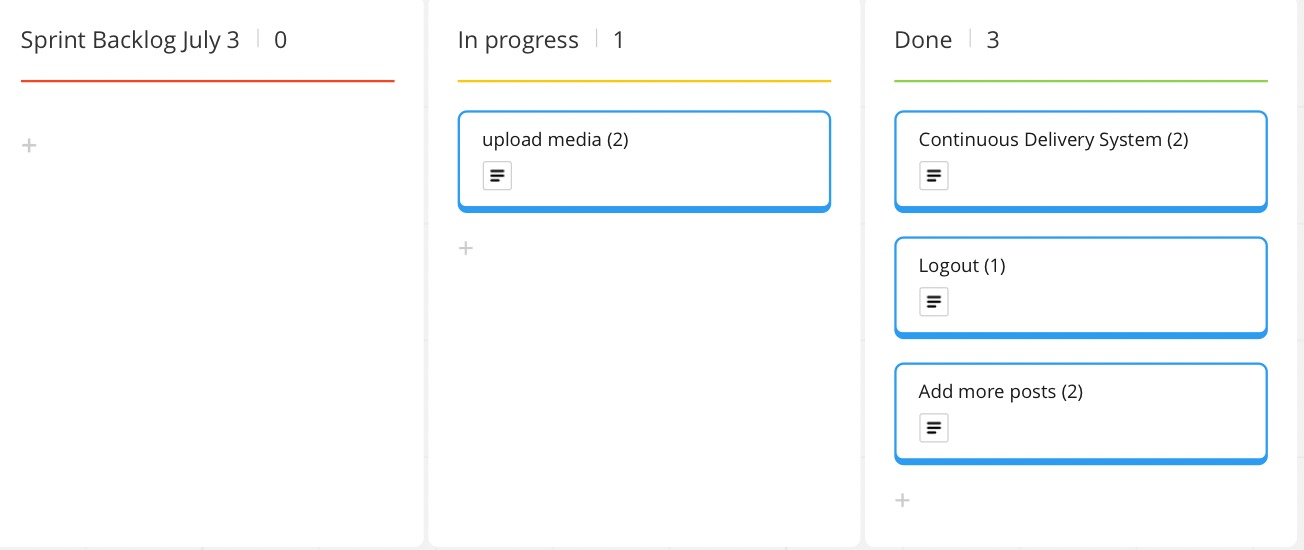 Sprint Backlog July 3 | 0
In progress | 1
upload media (2)
Done | 3
Continuous Delivery System (2)
Logout (1)
Add more posts (2)